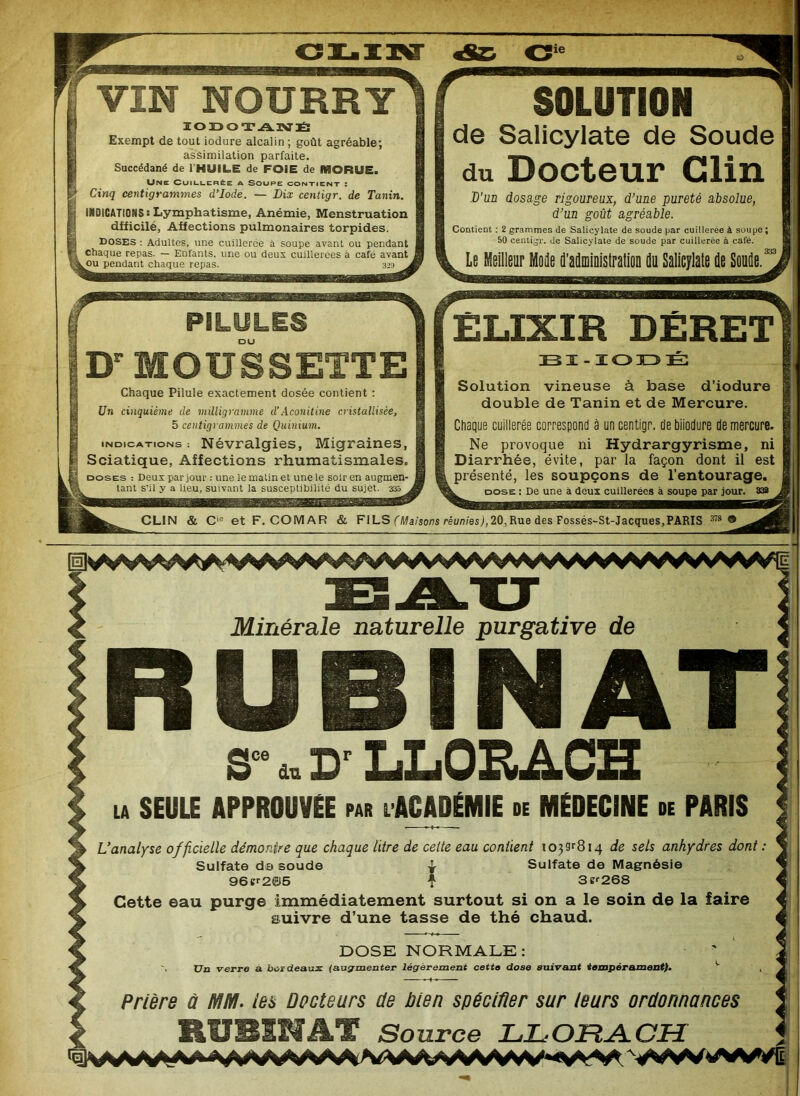 CLIN & Cie
VIN NOURRY
IODOTANÉ
Exempt de tout iodure alcalin ; goût agréable;
assimilation parfaite.
Succédané de l'HUILE de FOIE de MORUE.
UNE CUILLERÉE A SOUPE CONTIENT :
Cinq centigrammes d'Iode. — Dix centigr. de Tanin.
INDICATIONS : Lymphatisme, Anémie, Menstruation
difficilé, Affections pulmonaires torpides.
DOSES : Adultes, une cuillerée à soupe avant ou pendant
chaque repas. — Enfants, une ou deux cuillerées à café avant
ou pendant chaque repas. 329
SOLUTION
de Salicylate de Soude
du Docteur Clin
D'un dosage rigoureux, d'une pureté absolue,
d'un goût agréable.
Contient : 2 grammes de Salicylate de soude par cuillerée à soupe ;
50 centigr. de Salicylate de soude par cuillerée à café.
Le Meilleur Mode d'administration du Salicylate de Soude. 333
PILULES
DU
Dr MOUSSETTE
Chaque Pilule exactement dosée contient :
Un cinquième de milligramme d'Aconitine cristallisée,
5 centigrammes de Quinium.
INDICATIONS : Névralgies, Migraines,
Sciatique, Affections rhumatismales.
DOSES : Deux par jour : une le matin et une le soir en augmen-
tant s'il y a lieu, suivant la susceptibilité du sujet. 335
ÉLIXIR DÉRET
BI-IODÉ
Solution vineuse à base d'iodure
double de Tanin et de Mercure.
Chaque cuillerée correspond à un centigr. de biiodure de mercure.
Ne provoque ni Hydrargyrisme, ni
Diarrhée, évite, par la façon dont il est
présenté, les soupçons de l'entourage.
DOSE : De une à deux cuillerées à soupe par jour. 338
CLIN & Cie et F. COMAR & FILS (Maisons réunies), 20, Rue des Fossés-St-Jacques, PARIS 378
EAU
Minérale naturelle purgative de
RUBINAT
Sce du Dr LLORACH
LA SEULE APPROUVÉE PAR L'ACADÉMIE DE MÉDECINE DE PARIS
L'analyse officielle démontre que chaque litre de cette eau contient 103gr814 de sels anhydres dont :
Sulfate de soude Sulfate de Magnésie
96gr265 3gr268
Cette eau purge immédiatement surtout si on a le soin de la faire
suivre d'une tasse de thé chaud.
DOSE NORMALE :
Un verre à bordeaux (augmenter légèrement cette dose suivant tempérament).
Prière à MM. les Docteurs de bien spécifier sur leurs ordonnances
RUBINAT Source LLORACH